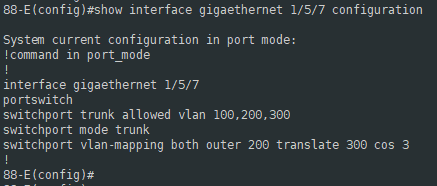 88-E(config)#show interface gigaethernet 1/5/7 configuration
System current configuration in port mode:
!command in port_mode
!
interface gigaethernet 1/5/7
portswitch
switchport trunk allowed vlan 100,200,300
switchport mode trunk
switchport vlan-mapping both outer 200 translate 300 cos 3
!
88-E(config)#
88-E(config)#